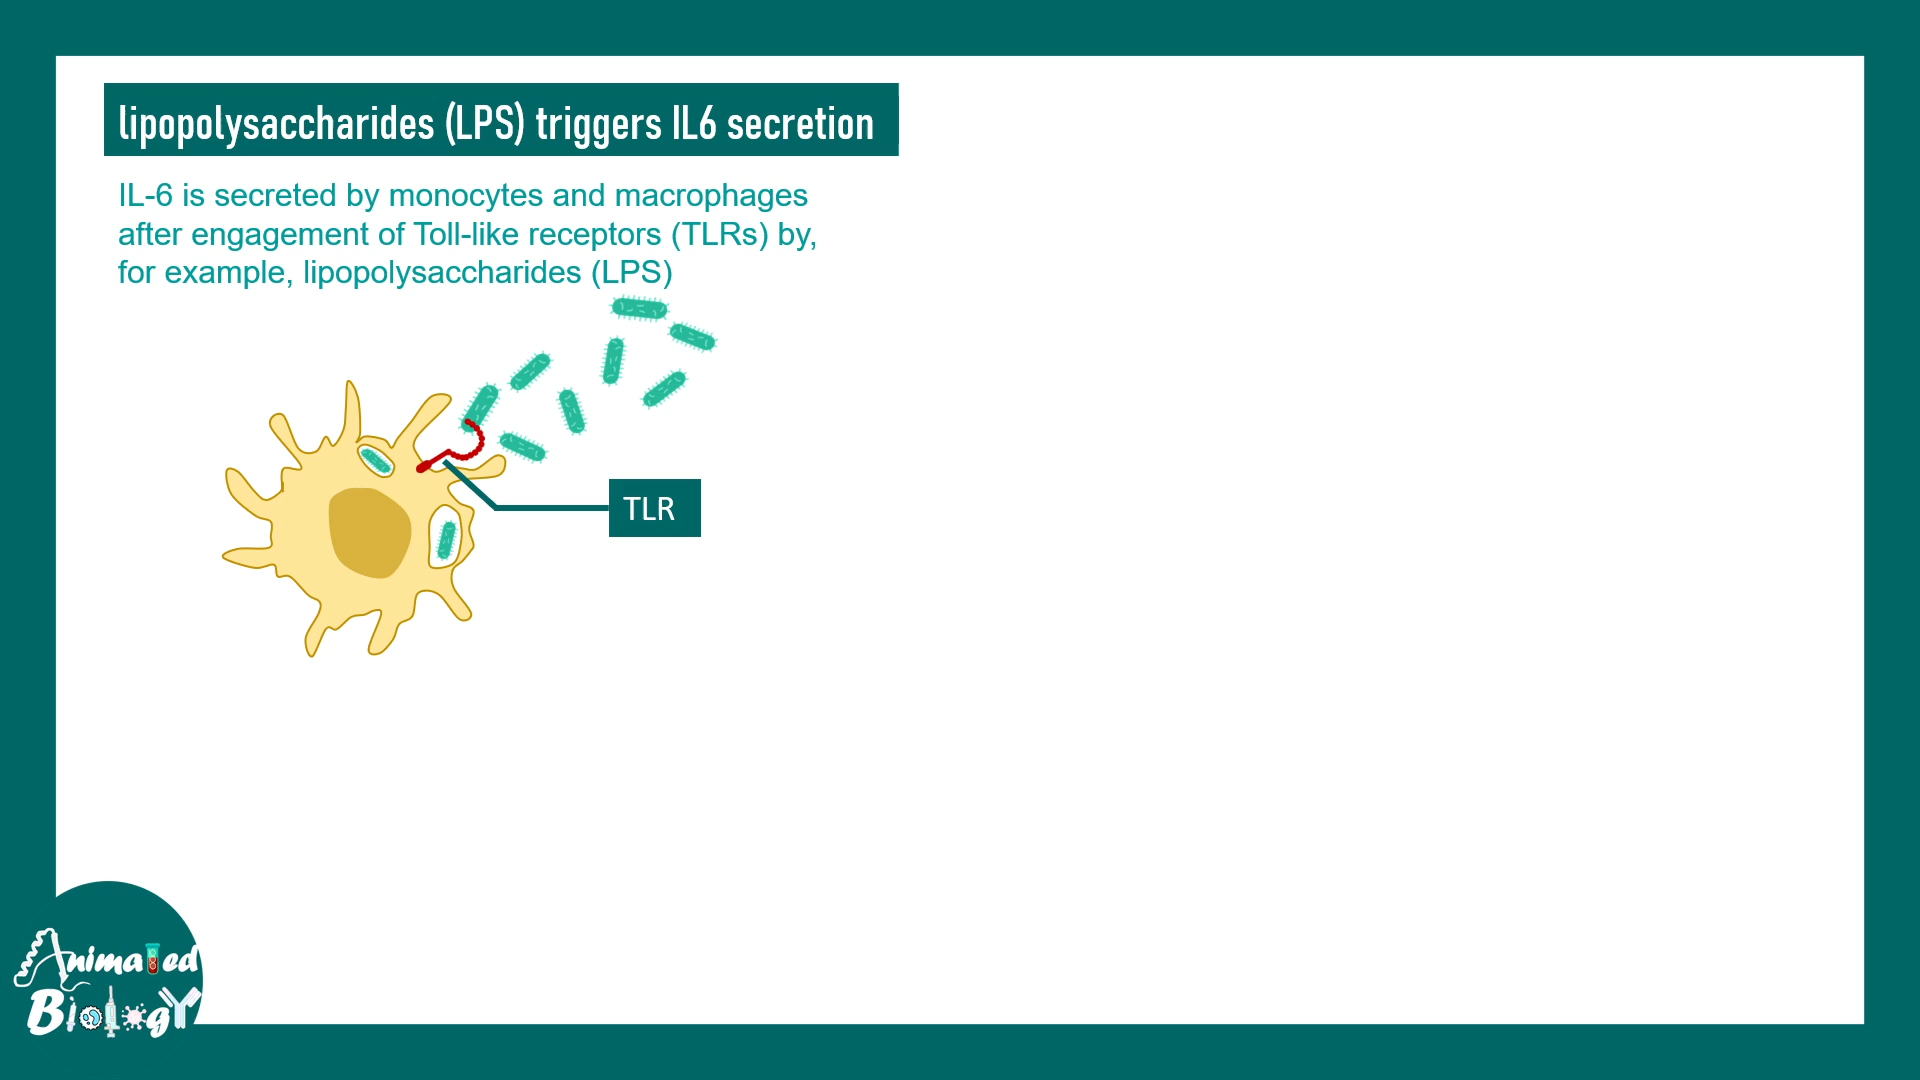 lipopolysaccharides (LPS) triggers IL6 secretion
IL-6 is secreted by monocytes and macrophages
after engagement of Toll-like receptors (TLRs) by,
for example, lipopolysaccharides (LPS)
TLR
Animated
Biology